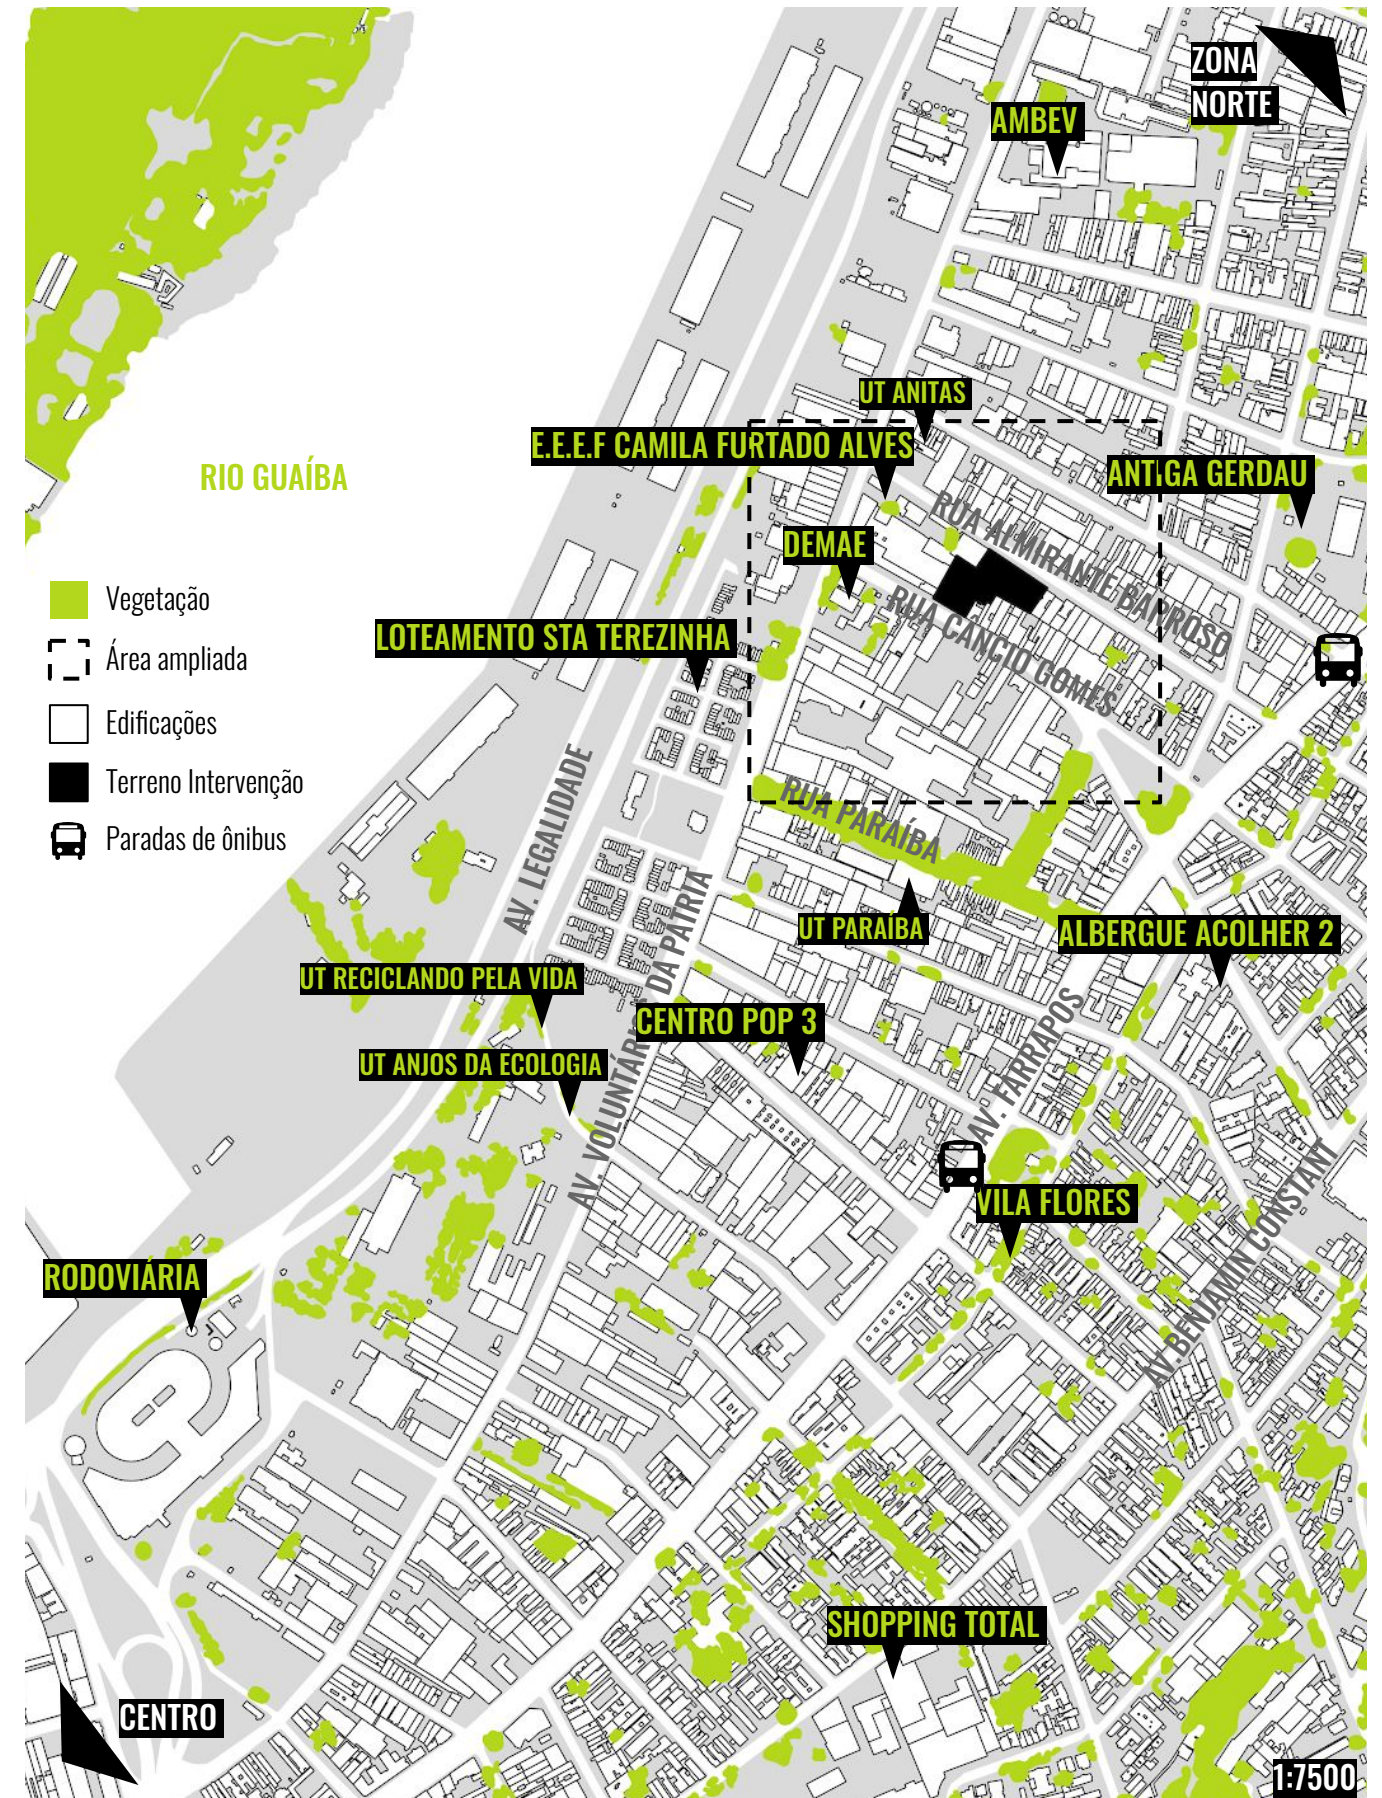 ZONA
NORTE
AMBEV
UT ANITAS
E.E.E.F CAMILA FURTADO ALVES
ANTIGA GERDAU
RIO GUAÍBA
RUA ALMIRANTE BARROSO
DEMAE
RUA CANCIO GOMES
Vegetação
LOTEAMENTO STA TEREZINHA
Área ampliada
Edificações
Terreno Intervenção
Paradas de ônibus
AV. LEGALIDADE
RUA PARAÍBA
UT PARAÍBA
ALBERGUE ACOLHER 2
UT RECICLANDO PELA VIDA
AV. VOLUNTÁRIOS DA PATRIA
CENTRO POP 3
UT ANJOS DA ECOLOGIA
AV. FARRAPOS
VILA FLORES
AV.BENJAMIN CONSTANT
RODOVIÁRIA
SHOPPING TOTAL
CENTRO
1:7500